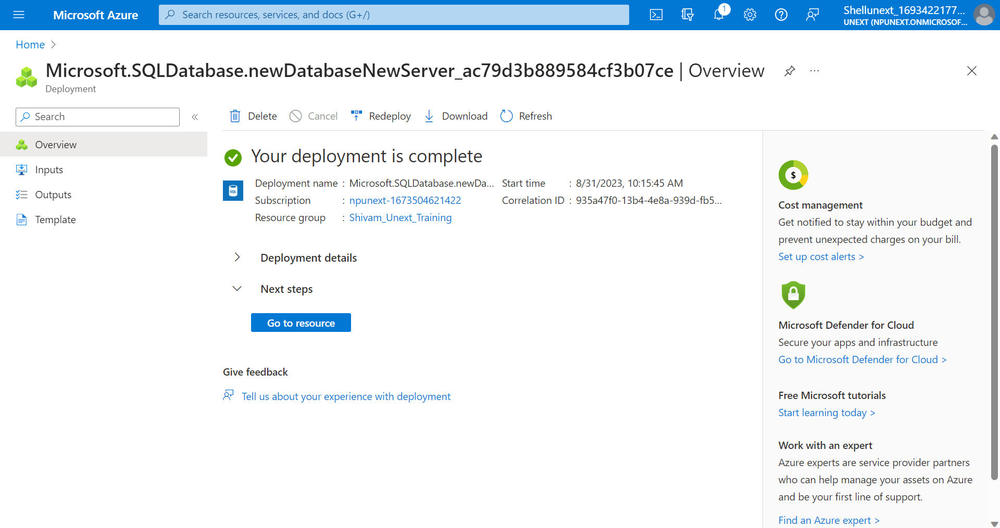 Microsoft Azure
Search resources, services, and docs (G+/)
1
Shellunext_1693422177...
UNEXT (NPUNEXT.ONMICROSOF...
Home >
Microsoft.SQLDatabase.newDatabaseNewServer_ac79d3b889584cf3b07ce | Overview
Deployment
Search
«
Delete
Cancel
Redeploy
Download
Refresh
Overview
Inputs
Outputs
Template
Your deployment is complete
SQL
Deployment name : Microsoft.SQLDatabase.newDa...
Subscription : npunext-1673504621422
Resource group : Shivam_Unext_Training
Start time : 8/31/2023, 10:15:45 AM
Correlation ID : 935a47f0-13b4-4e8a-939d-fb5...
Deployment details
Next steps
Go to resource
Give feedback
Tell us about your experience with deployment
$
Cost management
Get notified to stay within your budget and
prevent unexpected charges on your bill.
Set up cost alerts >
Microsoft Defender for Cloud
Secure your apps and infrastructure
Go to Microsoft Defender for Cloud >
Free Microsoft tutorials
Start learning today >
Work with an expert
Azure experts are service provider partners
who can help manage your assets on Azure
and be your first line of support.
Find an Azure expert >